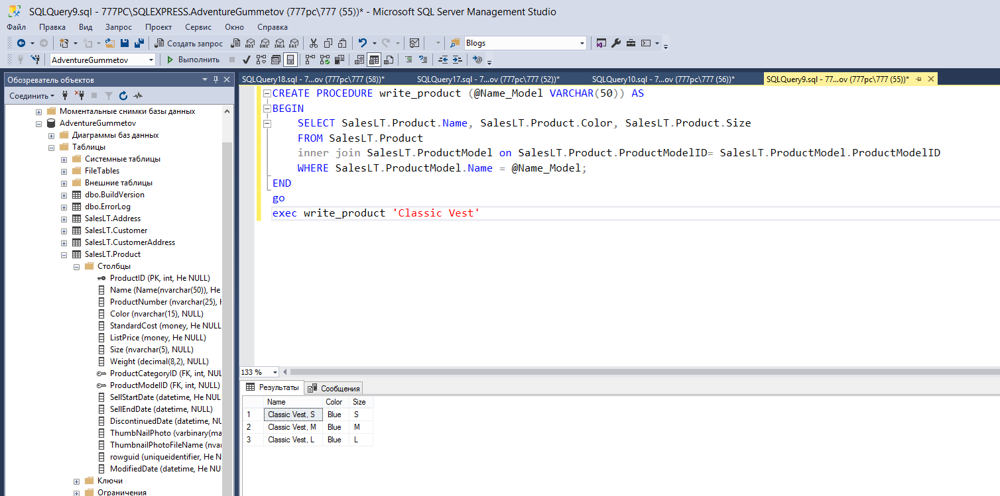 SQLQuery9.sql - 777PC\SQLEXPRESS.AdventureGummetov (777pc\777 (55))* - Microsoft SQL Server Management Studio
Файл Правка Вид Запрос Проект Сервис Окно Справка
Создать запрос MDX DMX XMLA DAX Blogs
AdventureGummetov Выполнить
Обозреватель объектов
Соединить
Моментальные снимки базы данных
AdventureGummetov
Диаграммы баз данных
Таблицы
Системные таблицы
FileTables
Внешние таблицы
dbo.BuildVersion
dbo.ErrorLog
SalesLT.Address
SalesLT.Customer
SalesLT.CustomerAddress
SalesLT.Product
Столбцы
ProductID (PK, int, Не NULL)
Name (Name(nvarchar(50)), Не
ProductNumber (nvarchar(25),
Color (nvarchar(15), NULL)
StandardCost (money, Не NULL
ListPrice (money, Не NULL)
Size (nvarchar(5), NULL)
Weight (decimal(8,2), NULL)
ProductCategoryID (FK, int, NUL
ProductModelID (FK, int, NULL)
SellStartDate (datetime, Не NUL
SellEndDate (datetime, NULL)
DiscontinuedDate (datetime, NU
ThumbNailPhoto (varbinary(ma
ThumbnailPhotoFileName (nvar
rowguid (uniqueidentifier, Не N
ModifiedDate (datetime, Не NU
Ключи
Ограничения
SQLQuery18.sql - 7...ov (777pc\777 (58))* SQLQuery17.sql - 7...ov (777pc\777 (52))* SQLQuery10.sql - 7...ov (777pc\777 (56))* SQLQuery9.sql - 77...ov (777pc\777 (55))*
CREATE PROCEDURE write_product (@Name_Model VARCHAR(50)) AS
BEGIN
SELECT SalesLT.Product.Name, SalesLT.Product.Color, SalesLT.Product.Size
FROM SalesLT.Product
inner join SalesLT.ProductModel on SalesLT.Product.ProductModelID= SalesLT.ProductModel.ProductModelID
WHERE SalesLT.ProductModel.Name = @Name_Model;
END
go
exec write_product 'Classic Vest'
133 %
Результаты Сообщения
Name Color Size
1 Classic Vest, S Blue S
2 Classic Vest, M Blue M
3 Classic Vest, L Blue L